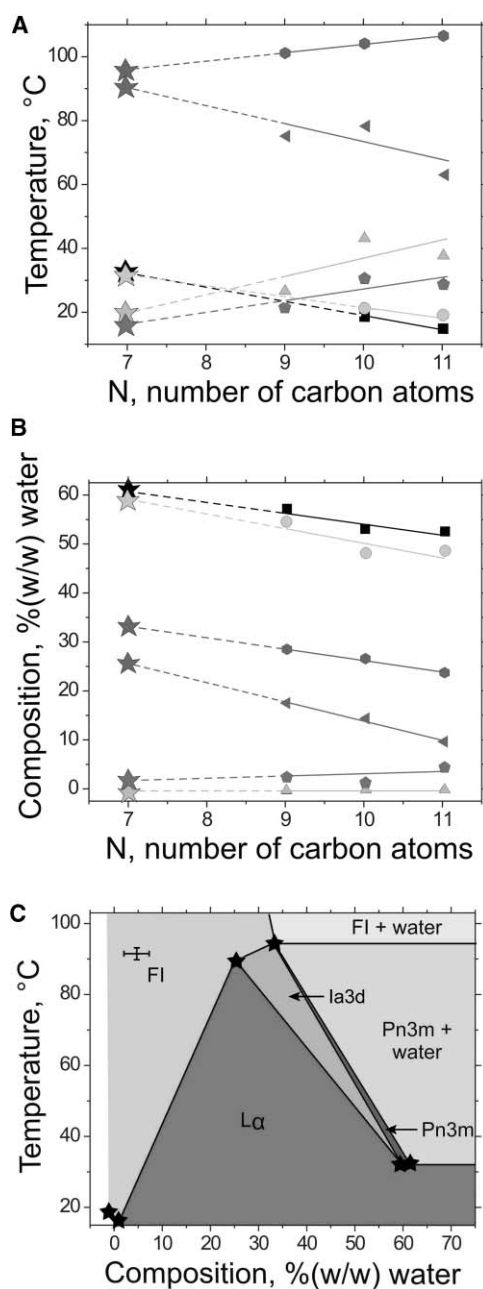 A
Temperature, °C
100
80
60
40
20
7 8 9 10 11
N, number of carbon atoms
B
Composition, %(w/w) water
60
50
40
30
20
10
0
7 8 9 10 11
N, number of carbon atoms
C
Temperature, °C
100
80
60
40
20
FI + water
FI
Ia3d
Pn3m +
water
Lα
Pn3m
0 10 20 30 40 50 60 70
Composition, %(w/w) water